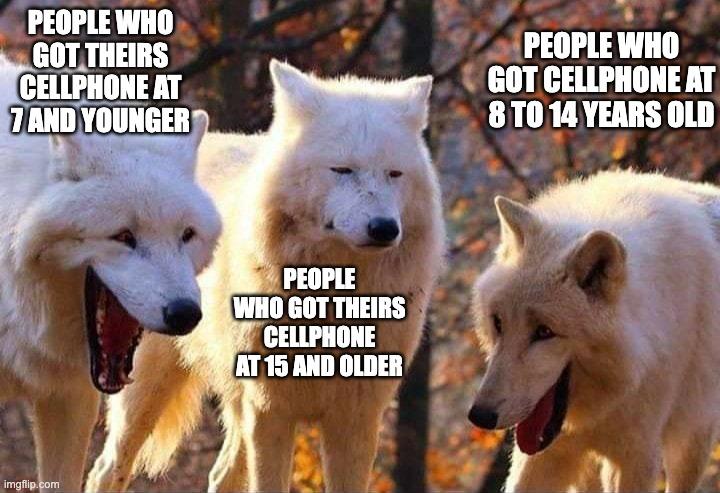 PEOPLE WHO
GOT THEIRS
CELLPHONE AT
7 AND YOUNGER
PEOPLE WHO
GOT CELLPHONE AT
8 TO 14 YEARS OLD
PEOPLE
WHO GOT THEIRS
CELLPHONE
AT 15 AND OLDER
imgflip.com